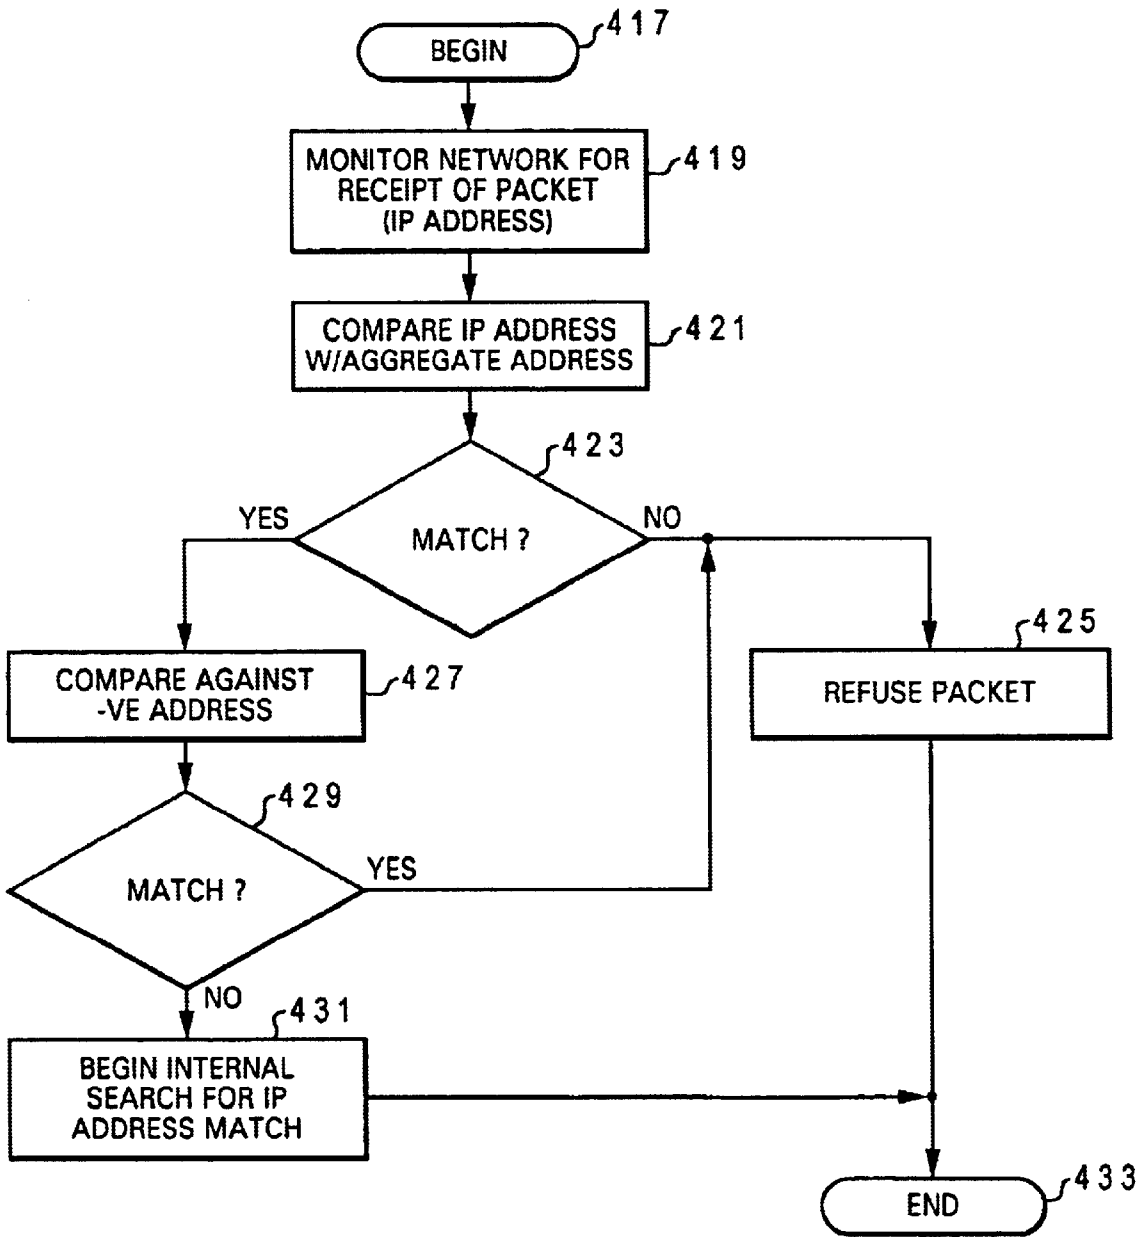 BEGIN
417
MONITOR NETWORK FOR
RECEIPT OF PACKET
(IP ADDRESS)
419
COMPARE IP ADDRESS
W/AGGREGATE ADDRESS
421
423
MATCH ?
YES
NO
425
REFUSE PACKET
COMPARE AGAINST
-VE ADDRESS
427
429
MATCH ?
YES
NO
431
BEGIN INTERNAL
SEARCH FOR IP
ADDRESS MATCH
END
433